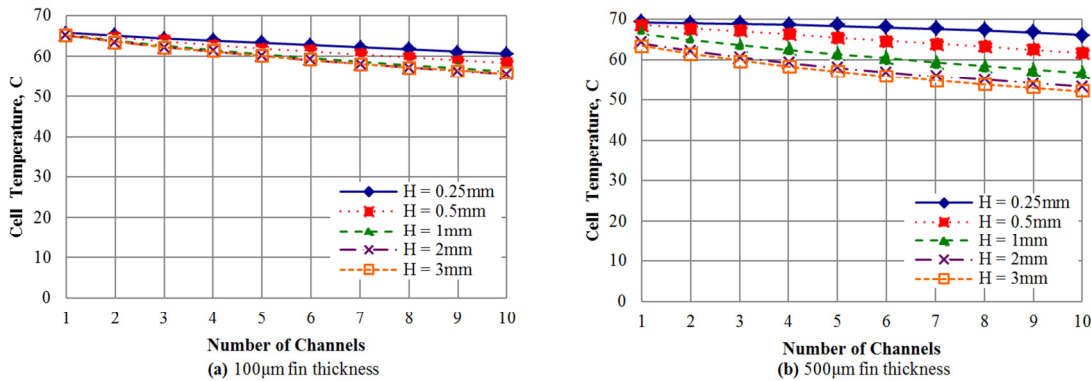 70
60
50
40
30
20
10
0
Cell Temperature, C
H = 0.25mm
H = 0.5mm
H = 1mm
H = 2mm
H = 3mm
1 2 3 4 5 6 7 8 9 10
Number of Channels
(a) 100μm fin thickness
70
60
50
40
30
20
10
0
Cell Temperature, C
H = 0.25mm
H = 0.5mm
H = 1mm
H = 2mm
H = 3mm
1 2 3 4 5 6 7 8 9 10
Number of Channels
(b) 500μm fin thickness